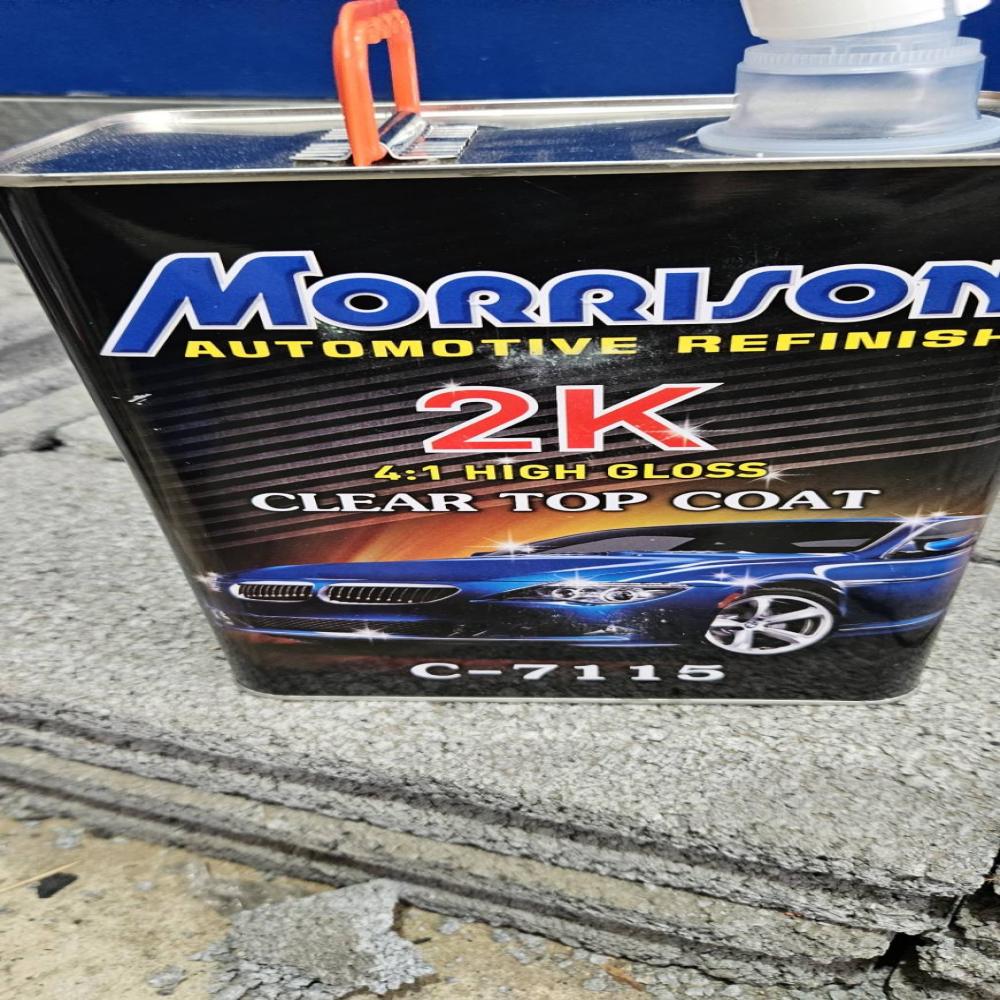 MORRISON
AUTOMOTIVE REFINISH
2K
4:1 HIGH GLOSS
CLEAR TOP COAT
C-7115